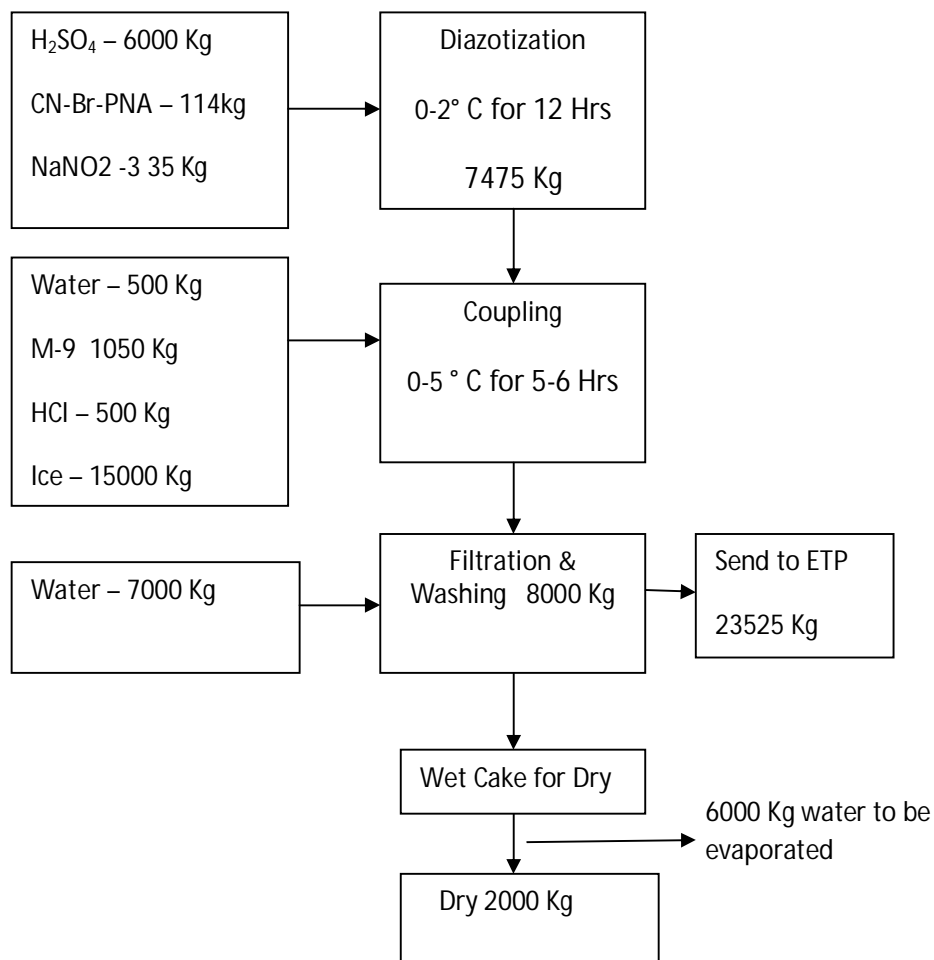 H₂SO₄ – 6000 Kg
CN-Br-PNA – 114kg
NaNO2 -3 35 Kg
Diazotization
0-2° C for 12 Hrs
7475 Kg
Water – 500 Kg
M-9 1050 Kg
HCl – 500 Kg
Ice – 15000 Kg
Coupling
0-5 ° C for 5-6 Hrs
Water – 7000 Kg
Filtration &
Washing 8000 Kg
Send to ETP
23525 Kg
Wet Cake for Dry
6000 Kg water to be
evaporated
Dry 2000 Kg